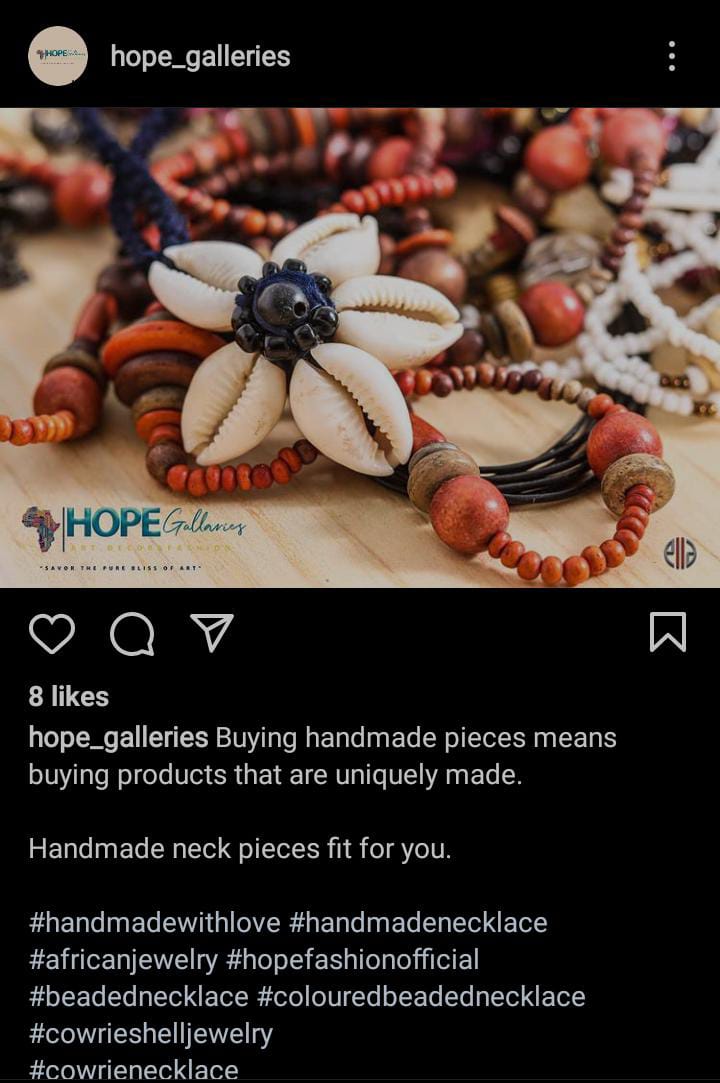 HOPE
hope_galleries
HOPE Gallaries
ART DECOR&FASHION
"SAVOR THE PURE BLISS OF ART"
8 likes
hope_galleries Buying handmade pieces means
buying products that are uniquely made.
Handmade neck pieces fit for you.
#handmadewithlove #handmadenecklace
#africanjewelry #hopefashionofficial
#beadednecklace #colouredbeadednecklace
#cowrieshelljewelry
#cowrienecklace